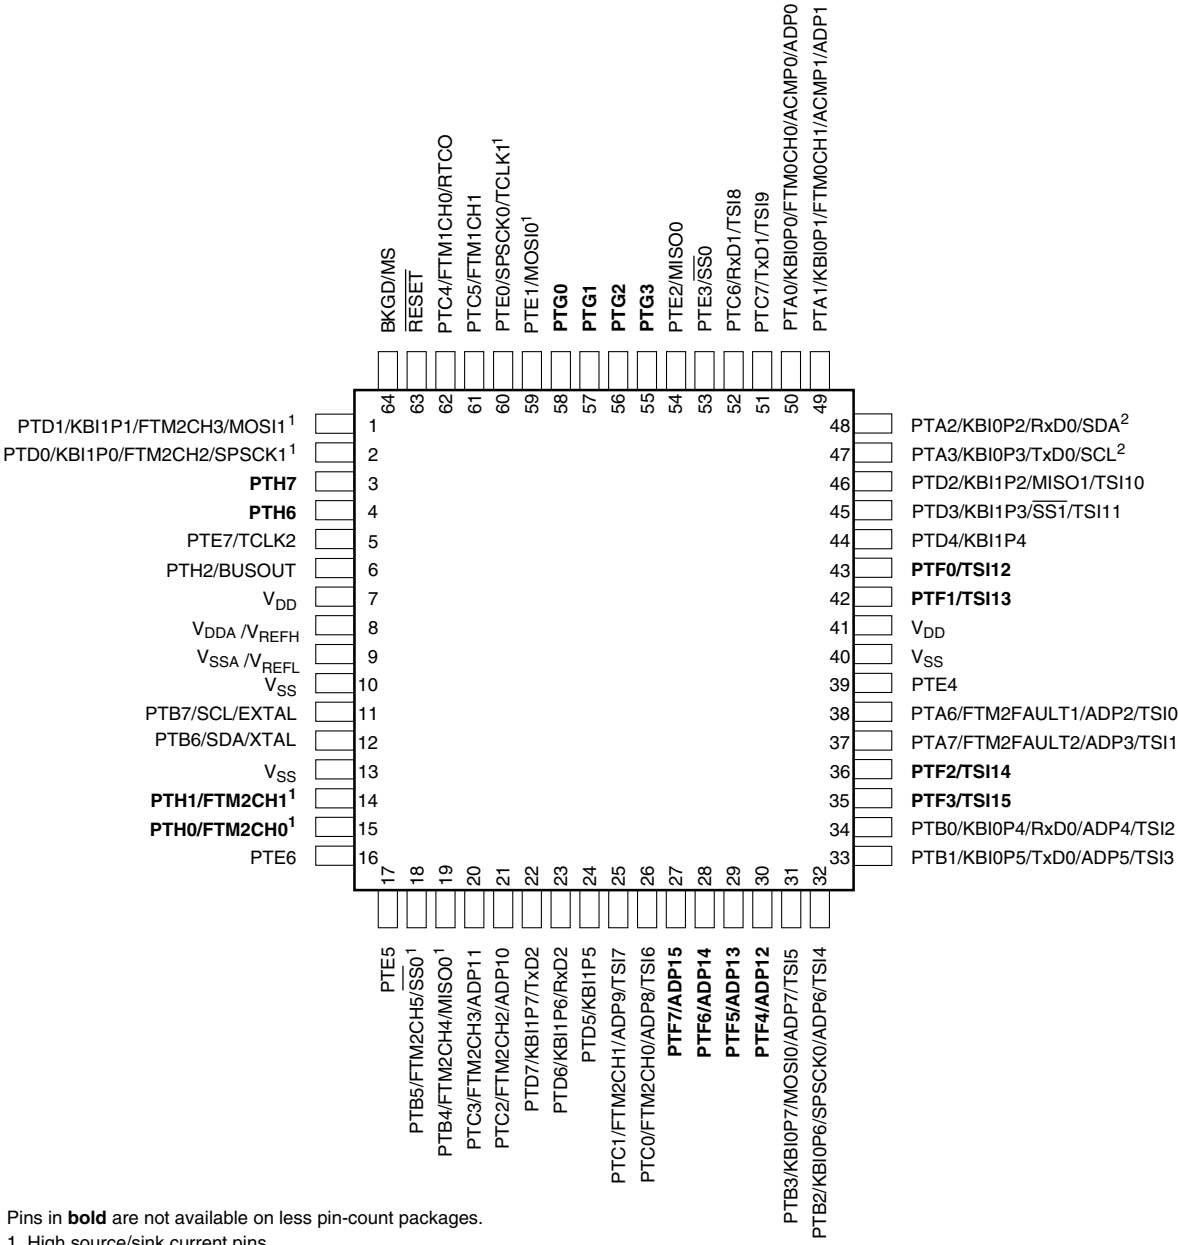 BKGD/MS
RESET
PTC4/FTM1CH0/RTCO
PTC5/FTM1CH1
PTE0/SPSCK0/TCLK1¹
PTE1/MOSI0¹
PTG0
PTG1
PTG2
PTG3
PTE2/MISO0
PTE3/SS0
PTC6/RxD1/TSI8
PTC7/TxD1/TSI9
PTA0/KBI0P0/FTM0CH0/ACMP0/ADP0
PTA1/KBI0P1/FTM0CH1/ACMP1/ADP1
64
63
62
61
60
59
58
57
56
55
54
53
52
51
50
49
PTD1/KBI1P1/FTM2CH3/MOSI1¹ 1
PTD0/KBI1P0/FTM2CH2/SPSCK1¹ 2
PTH7 3
PTH6 4
PTE7/TCLK2 5
PTH2/BUSOUT 6
VDD 7
VDDA /VREFH 8
VSSA /VREFL 9
VSS 10
PTB7/SCL/EXTAL 11
PTB6/SDA/XTAL 12
VSS 13
PTH1/FTM2CH1¹ 14
PTH0/FTM2CH0¹ 15
PTE6 16
48 PTA2/KBI0P2/RxD0/SDA²
47 PTA3/KBI0P3/TxD0/SCL²
46 PTD2/KBI1P2/MISO1/TSI10
45 PTD3/KBI1P3/SS1/TSI11
44 PTD4/KBI1P4
43 PTF0/TSI12
42 PTF1/TSI13
41 VDD
40 VSS
39 PTE4
38 PTA6/FTM2FAULT1/ADP2/TSI0
37 PTA7/FTM2FAULT2/ADP3/TSI1
36 PTF2/TSI14
35 PTF3/TSI15
34 PTB0/KBI0P4/RxD0/ADP4/TSI2
33 PTB1/KBI0P5/TxD0/ADP5/TSI3
17
18
19
20
21
22
23
24
25
26
27
28
29
30
31
32
PTE5
PTB5/FTM2CH5/SS0¹
PTB4/FTM2CH4/MISO0¹
PTC3/FTM2CH3/ADP11
PTC2/FTM2CH2/ADP10
PTD7/KBI1P7/TxD2
PTD6/KBI1P6/RxD2
PTD5/KBI1P5
PTC1/FTM2CH1/ADP9/TSI7
PTC0/FTM2CH0/ADP8/TSI6
PTF7/ADP15
PTF6/ADP14
PTF5/ADP13
PTF4/ADP12
PTB3/KBI0P7/MOSI0/ADP7/TSI5
PTB2/KBI0P6/SPSCK0/ADP6/TSI4
Pins in bold are not available on less pin-count packages.
1. High source/sink current pins